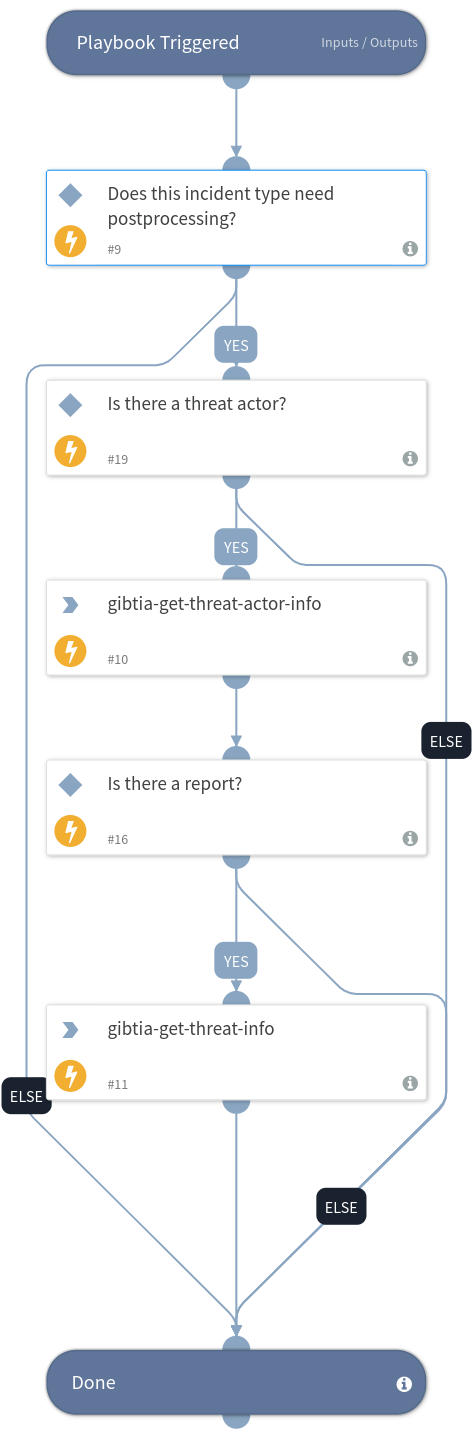 Playbook Triggered
Inputs / Outputs
Does this incident type need
postprocessing?
#9
YES
Is there a threat actor?
#19
YES
gibtia-get-threat-actor-info
#10
ELSE
Is there a report?
#16
YES
gibtia-get-threat-info
#11
ELSE
ELSE
Done